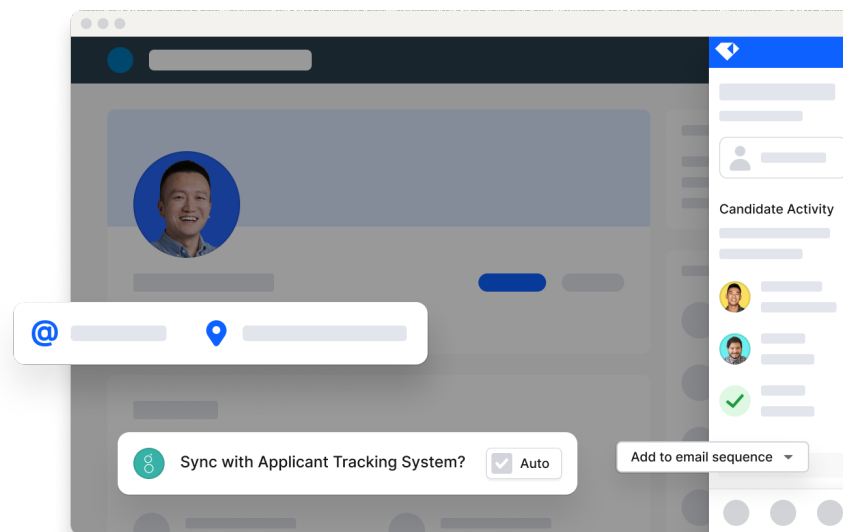 Candidate Activity
@
Sync with Applicant Tracking System?
Auto
Add to email sequence